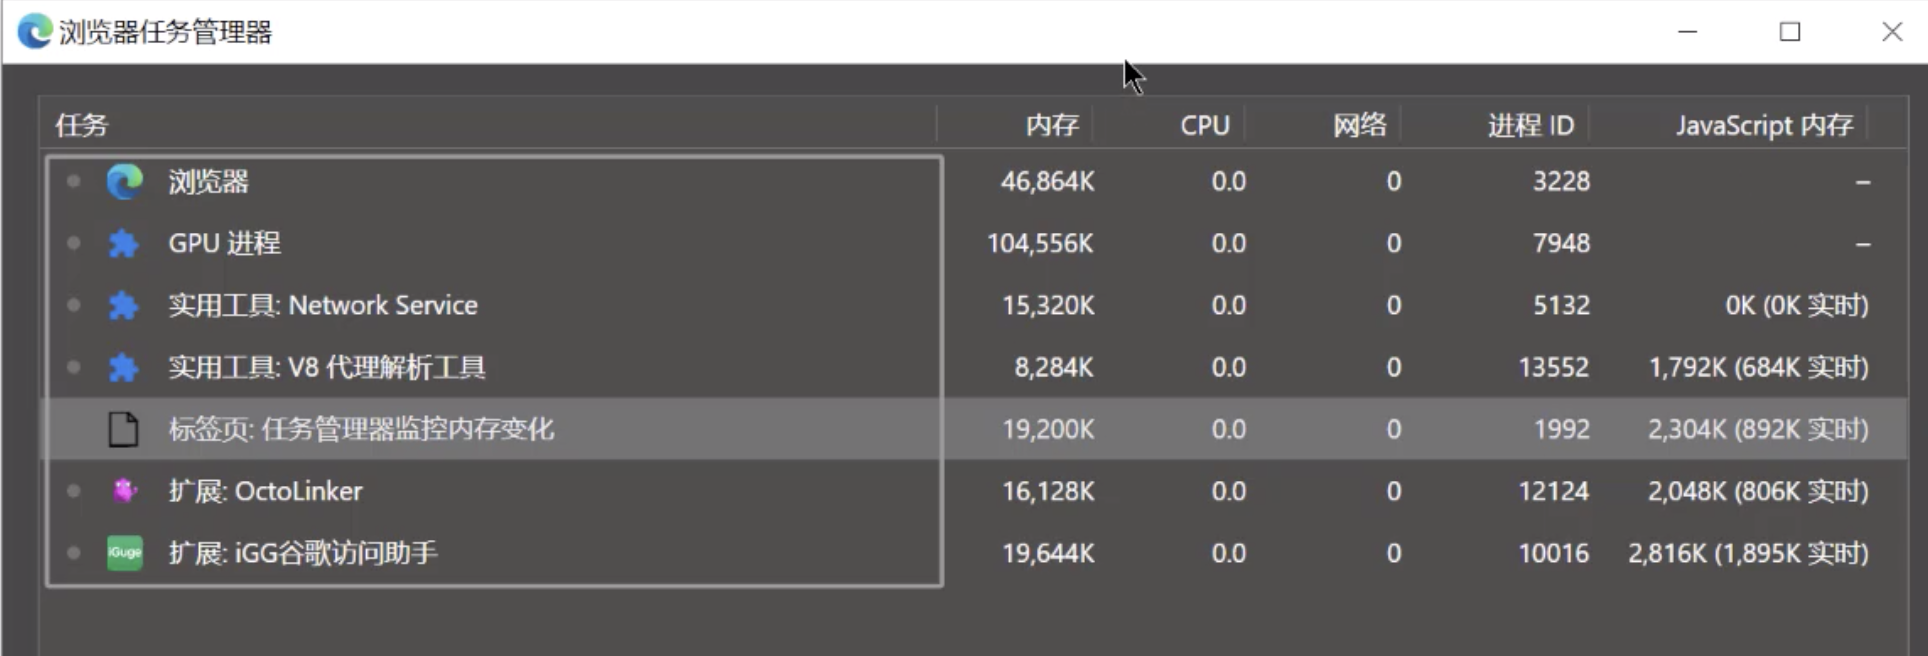 浏览器任务管理器
任务 内存 CPU 网络 进程 ID JavaScript 内存
浏览器 46,864K 0.0 0 3228 –
GPU 进程 104,556K 0.0 0 7948 –
实用工具: Network Service 15,320K 0.0 0 5132 0K (0K 实时)
实用工具: V8 代理解析工具 8,284K 0.0 0 13552 1,792K (684K 实时)
标签页: 任务管理器监控内存变化 19,200K 0.0 0 1992 2,304K (892K 实时)
扩展: OctoLinker 16,128K 0.0 0 12124 2,048K (806K 实时)
iGuge 扩展: iGG谷歌访问助手 19,644K 0.0 0 10016 2,816K (1,895K 实时)